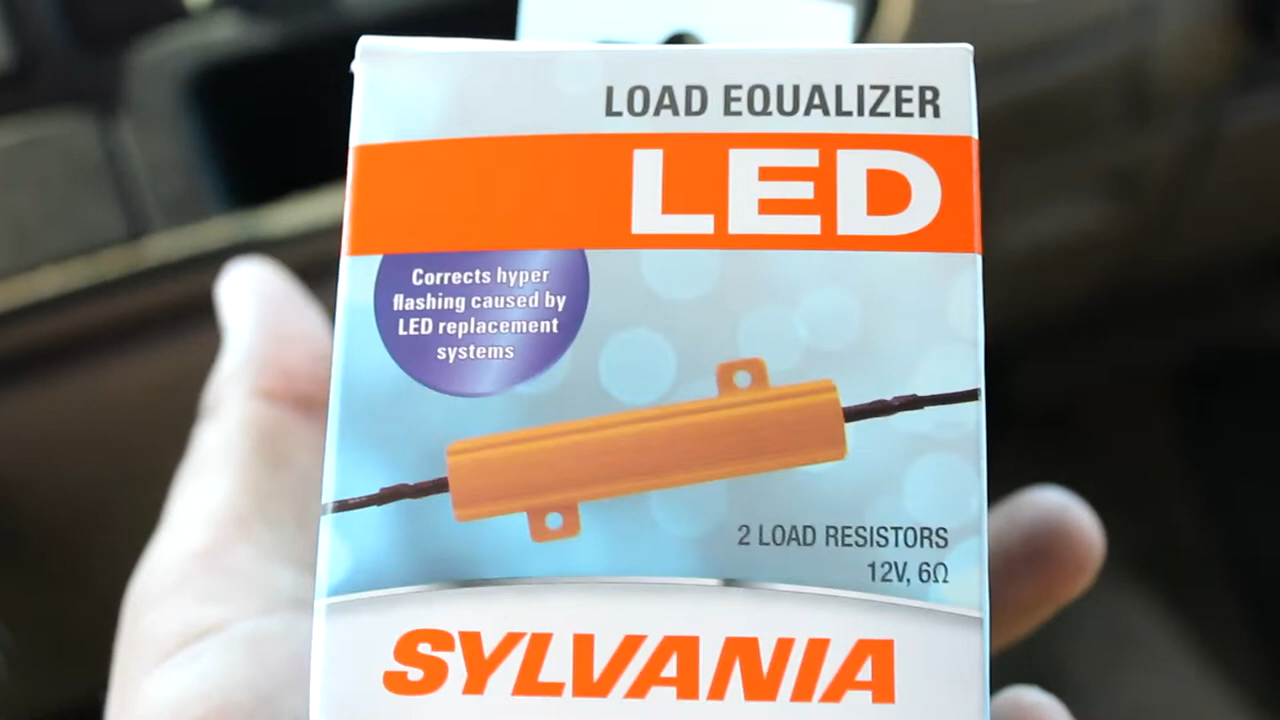 LOAD EQUALIZER
LED
Corrects hyper
flashing caused by
LED replacement
systems
2 LOAD RESISTORS
12V, 6Ω
SYLVANIA